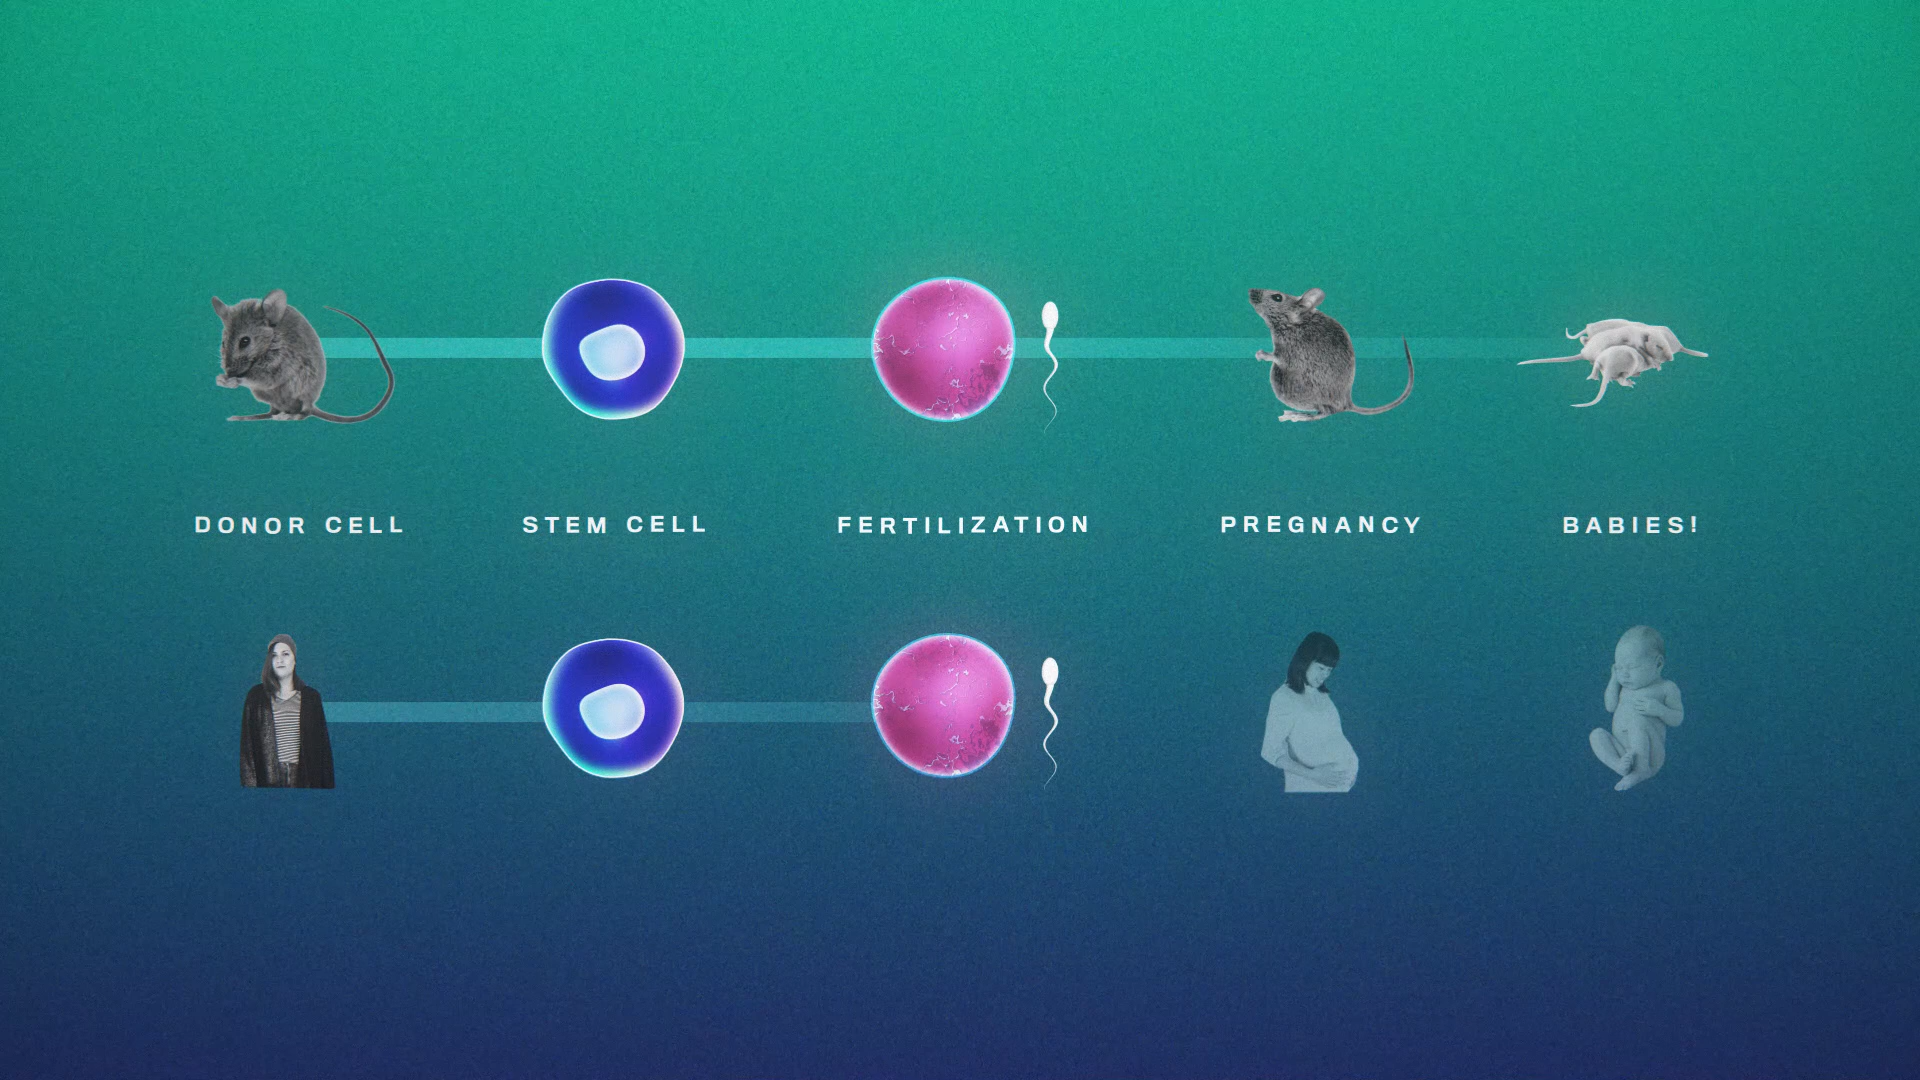 DONOR CELL
STEM CELL
FERTILIZATION
PREGNANCY
BABIES!